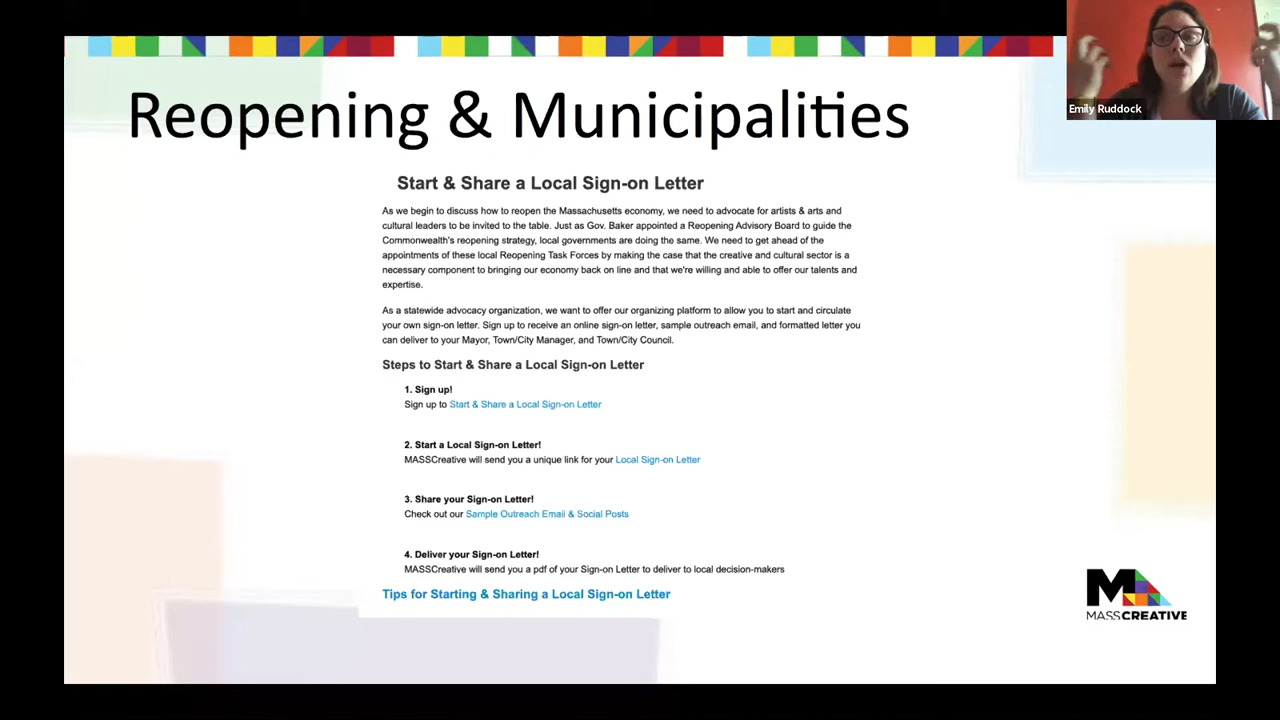 Reopening & Municipalities
Emily Ruddock
Start & Share a Local Sign-on Letter
As we begin to discuss how to reopen the Massachusetts economy, we need to advocate for artists & arts and
cultural leaders to be invited to the table. Just as Gov. Baker appointed a Reopening Advisory Board to guide the
Commonwealth's reopening strategy, local governments are doing the same. We need to get ahead of the
appointments of these local Reopening Task Forces by making the case that the creative and cultural sector is a
necessary component to bringing our economy back on line and that we're willing and able to offer our talents and
expertise.
As a statewide advocacy organization, we want to offer our organizing platform to allow you to start and circulate
your own sign-on letter. Sign up to receive an online sign-on letter, sample outreach email, and formatted letter you
can deliver to your Mayor, Town/City Manager, and Town/City Council.
Steps to Start & Share a Local Sign-on Letter
1. Sign up!
Sign up to Start & Share a Local Sign-on Letter
2. Start a Local Sign-on Letter!
MASSCreative will send you a unique link for your Local Sign-on Letter
3. Share your Sign-on Letter!
Check out our Sample Outreach Email & Social Posts
4. Deliver your Sign-on Letter!
MASSCreative will send you a pdf of your Sign-on Letter to deliver to local decision-makers
Tips for Starting & Sharing a Local Sign-on Letter
M
MASSCREATIVE